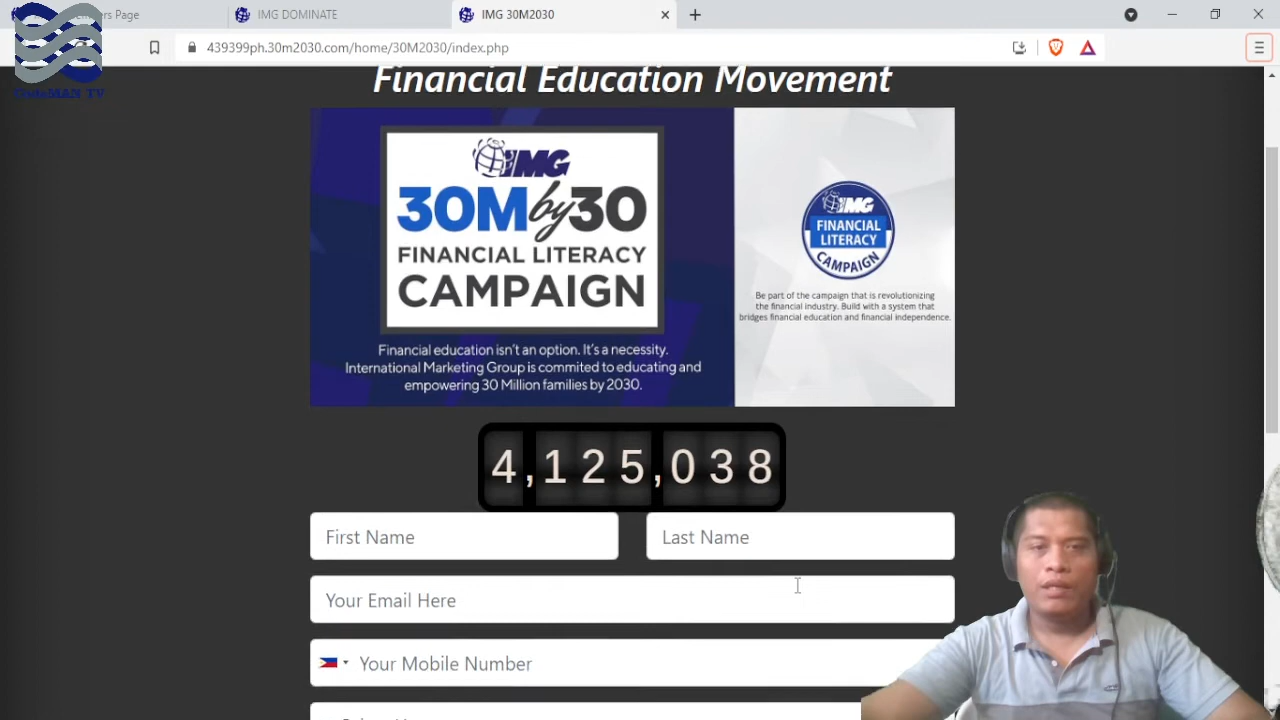 ers Page
IMG DOMINATE
IMG 30M2030
439399ph.30m2030.com/home/30M2030/index.php
TradeMAN TV
Financial Education Movement
IMG
30M by 30
FINANCIAL LITERACY
CAMPAIGN
Financial education isn't an option. It's a necessity.
International Marketing Group is commited to educating and
empowering 30 Million families by 2030.
IMG
FINANCIAL
LITERACY
CAMPAIGN
Be part of the campaign that is revolutionizing
the financial industry. Build with a system that
bridges financial education and financial independence.
4,125,038
First Name
Last Name
Your Email Here
Your Mobile Number